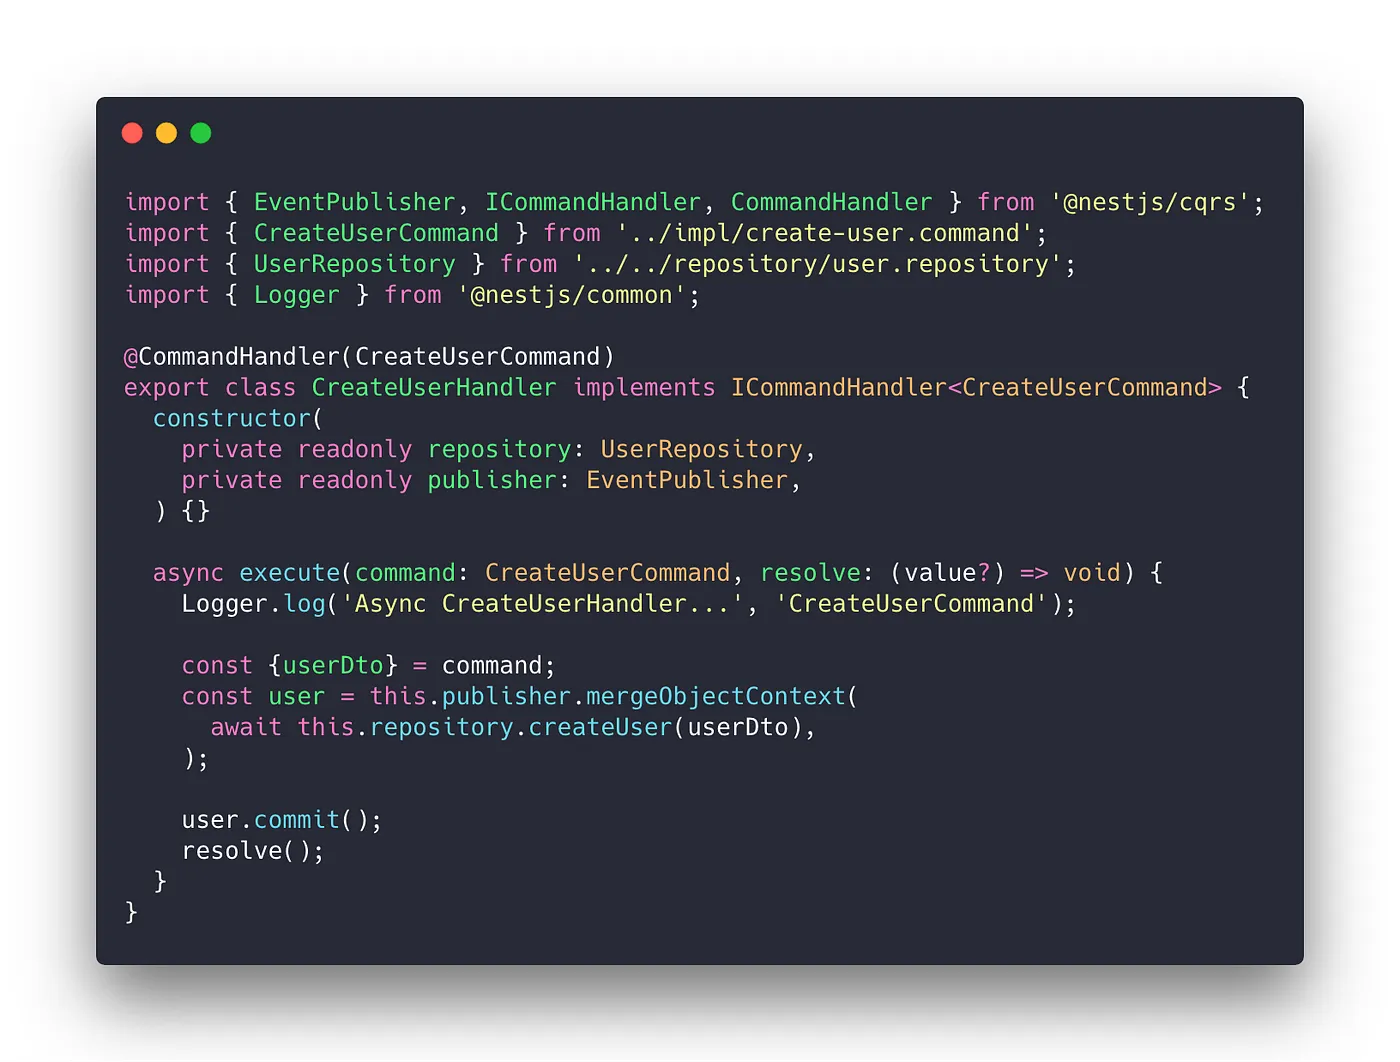 import { EventPublisher, ICommandHandler, CommandHandler } from '@nestjs/cqrs';
import { CreateUserCommand } from '../impl/create-user.command';
import { UserRepository } from '../../repository/user.repository';
import { Logger } from '@nestjs/common';

@CommandHandler(CreateUserCommand)
export class CreateUserHandler implements ICommandHandler<CreateUserCommand> {
  constructor(
    private readonly repository: UserRepository,
    private readonly publisher: EventPublisher,
  ) {}

  async execute(command: CreateUserCommand, resolve: (value?) => void) {
    Logger.log('Async CreateUserHandler...', 'CreateUserCommand');

    const {userDto} = command;
    const user = this.publisher.mergeObjectContext(
      await this.repository.createUser(userDto),
    );

    user.commit();
    resolve();
  }
}